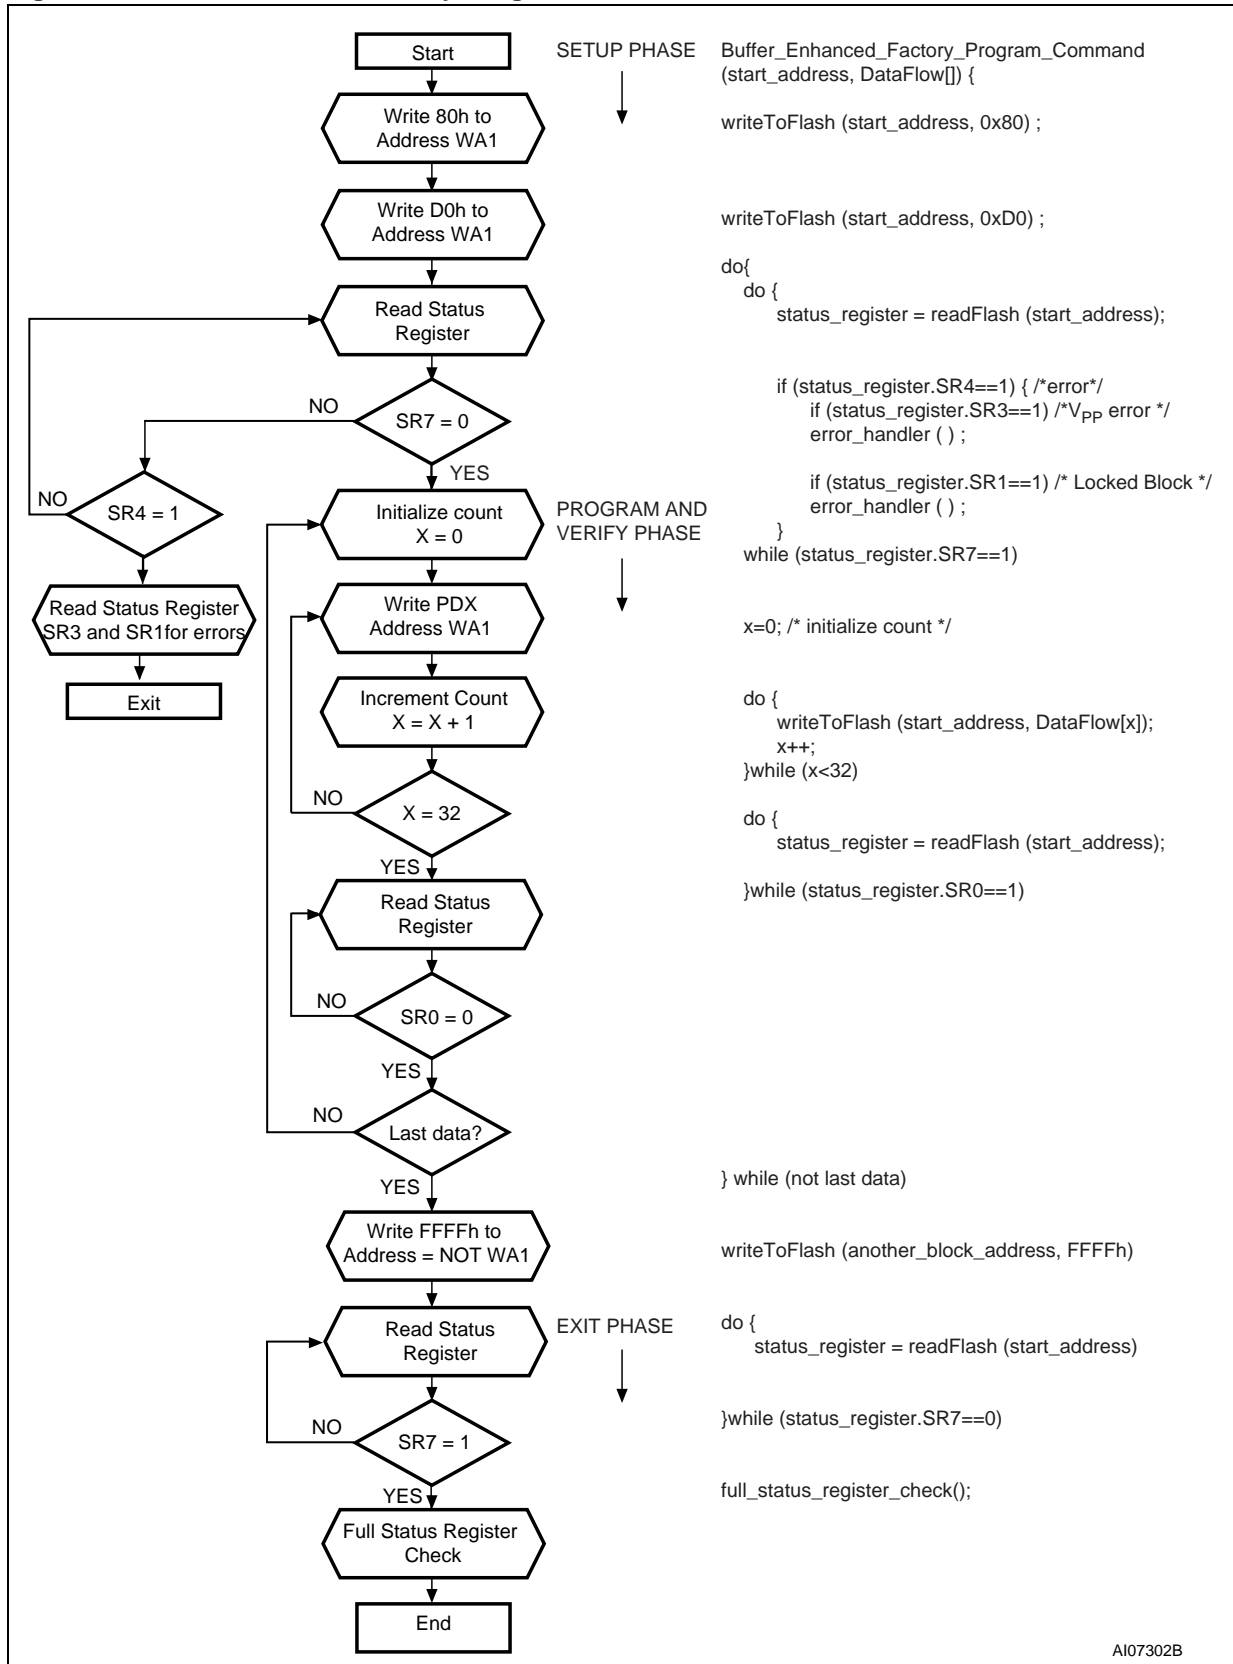 Start
Write 80h to
Address WA1
Write D0h to
Address WA1
Read Status
Register
NO
SR7 = 0
YES
NO
SR4 = 1
Read Status Register
SR3 and SR1for errors
Exit
Initialize count
X = 0
Write PDX
Address WA1
Increment Count
X = X + 1
NO
X = 32
YES
Read Status
Register
NO
SR0 = 0
YES
NO
Last data?
YES
Write FFFFh to
Address = NOT WA1
Read Status
Register
NO
SR7 = 1
YES
Full Status Register
Check
End
SETUP PHASE
PROGRAM AND
VERIFY PHASE
EXIT PHASE
Buffer_Enhanced_Factory_Program_Command
(start_address, DataFlow[]) {
writeToFlash (start_address, 0x80) ;
writeToFlash (start_address, 0xD0) ;
do{
do {
status_register = readFlash (start_address);
if (status_register.SR4==1) { /*error*/
if (status_register.SR3==1) /*VPP error */
error_handler ( ) ;
if (status_register.SR1==1) /* Locked Block */
error_handler ( ) ;
}
while (status_register.SR7==1)
x=0; /* initialize count */
do {
writeToFlash (start_address, DataFlow[x]);
x++;
}while (x<32)
do {
status_register = readFlash (start_address);
}while (status_register.SR0==1)
} while (not last data)
writeToFlash (another_block_address, FFFFh)
do {
status_register = readFlash (start_address)
}while (status_register.SR7==0)
full_status_register_check();
AI07302B